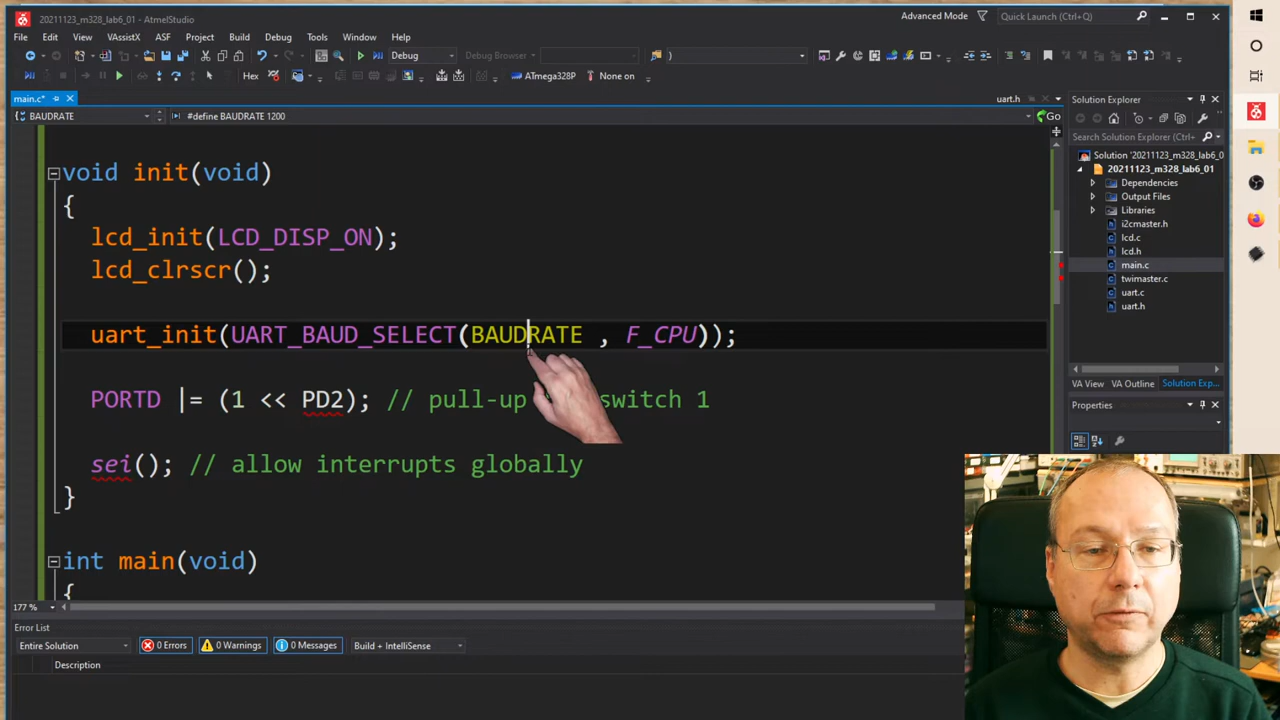 20211123_m328_lab6_01 - AtmelStudio
Advanced Mode
Quick Launch (Ctrl+')
File Edit View VAssistX ASF Project Build Debug Tools Window Help
Debug
Debug Browser
)
Hex
ATmega328P
None on
main.c*
uart.h
BAUDRATE
#define BAUDRATE 1200
Go
void init(void)
{
lcd_init(LCD_DISP_ON);
lcd_clrscr();
uart_init(UART_BAUD_SELECT(BAUDRATE , F_CPU));
PORTD |= (1 << PD2); // pull-up switch 1
sei(); // allow interrupts globally
}
int main(void)
{
177 %
Error List
Entire Solution
0 Errors
0 Warnings
0 Messages
Build + IntelliSense
Description
Solution Explorer
Search Solution Explorer (Ctrl+
Solution '20211123_m328_lab6_0
20211123_m328_lab6_01
Dependencies
Output Files
Libraries
i2cmaster.h
lcd.c
lcd.h
main.c
twimaster.c
uart.c
uart.h
VA View VA Outline Solution Exp...
Properties